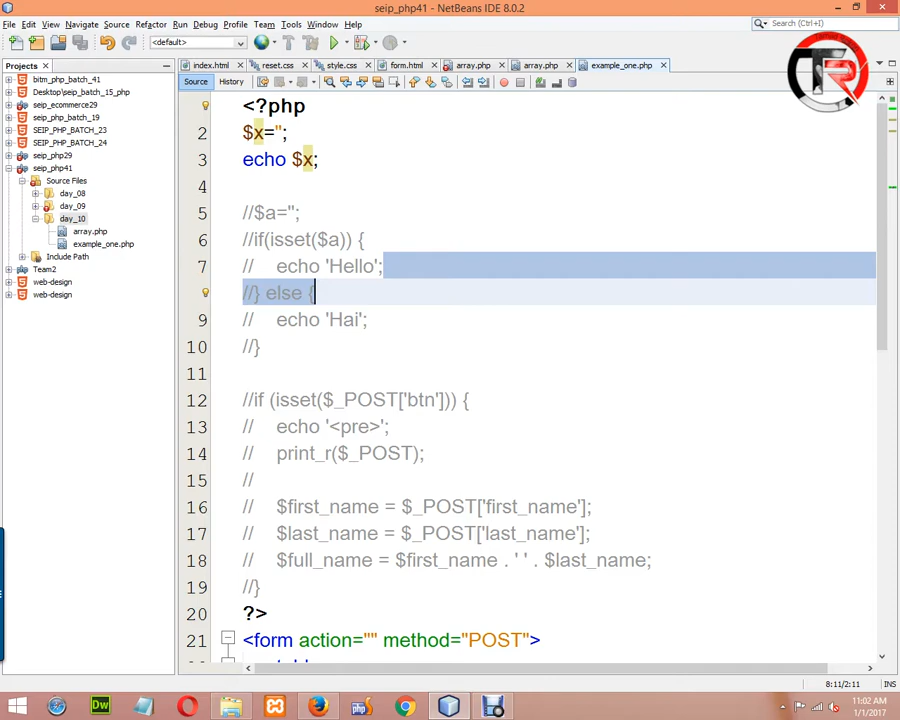 seip_php41 - NetBeans IDE 8.0.2
File Edit View Navigate Source Refactor Run Debug Profile Team Tools Window Help
Search (Ctrl+I)
<default>
Projects
index.html reset.css style.css form.html array.php array.php example_one.php
Source History
bitm_php_batch_41
Desktop\seip_batch_15_php
seip_ecommerce29
seip_php_batch_19
SEIP_PHP_BATCH_23
SEIP_PHP_BATCH_24
seip_php29
seip_php41
Source Files
day_08
day_09
day_10
array.php
example_one.php
Include Path
Team2
web-design
web-design
TR
<?php
2 $x='';
3 echo $x;
4
5 //$a='';
6 //if(isset($a)) {
7 //    echo 'Hello';
//} else {
9 //    echo 'Hai';
10 //}
11
12 //if (isset($_POST['btn'])) {
13 //    echo '<pre>';
14 //    print_r($_POST);
15 //
16 //    $first_name = $_POST['first_name'];
17 //    $last_name = $_POST['last_name'];
18 //    $full_name = $first_name . ' ' . $last_name;
19 //}
20 ?>
21 <form action="" method="POST">
8:11/2:11 INS
Dw
php
11:02 AM
1/1/2017